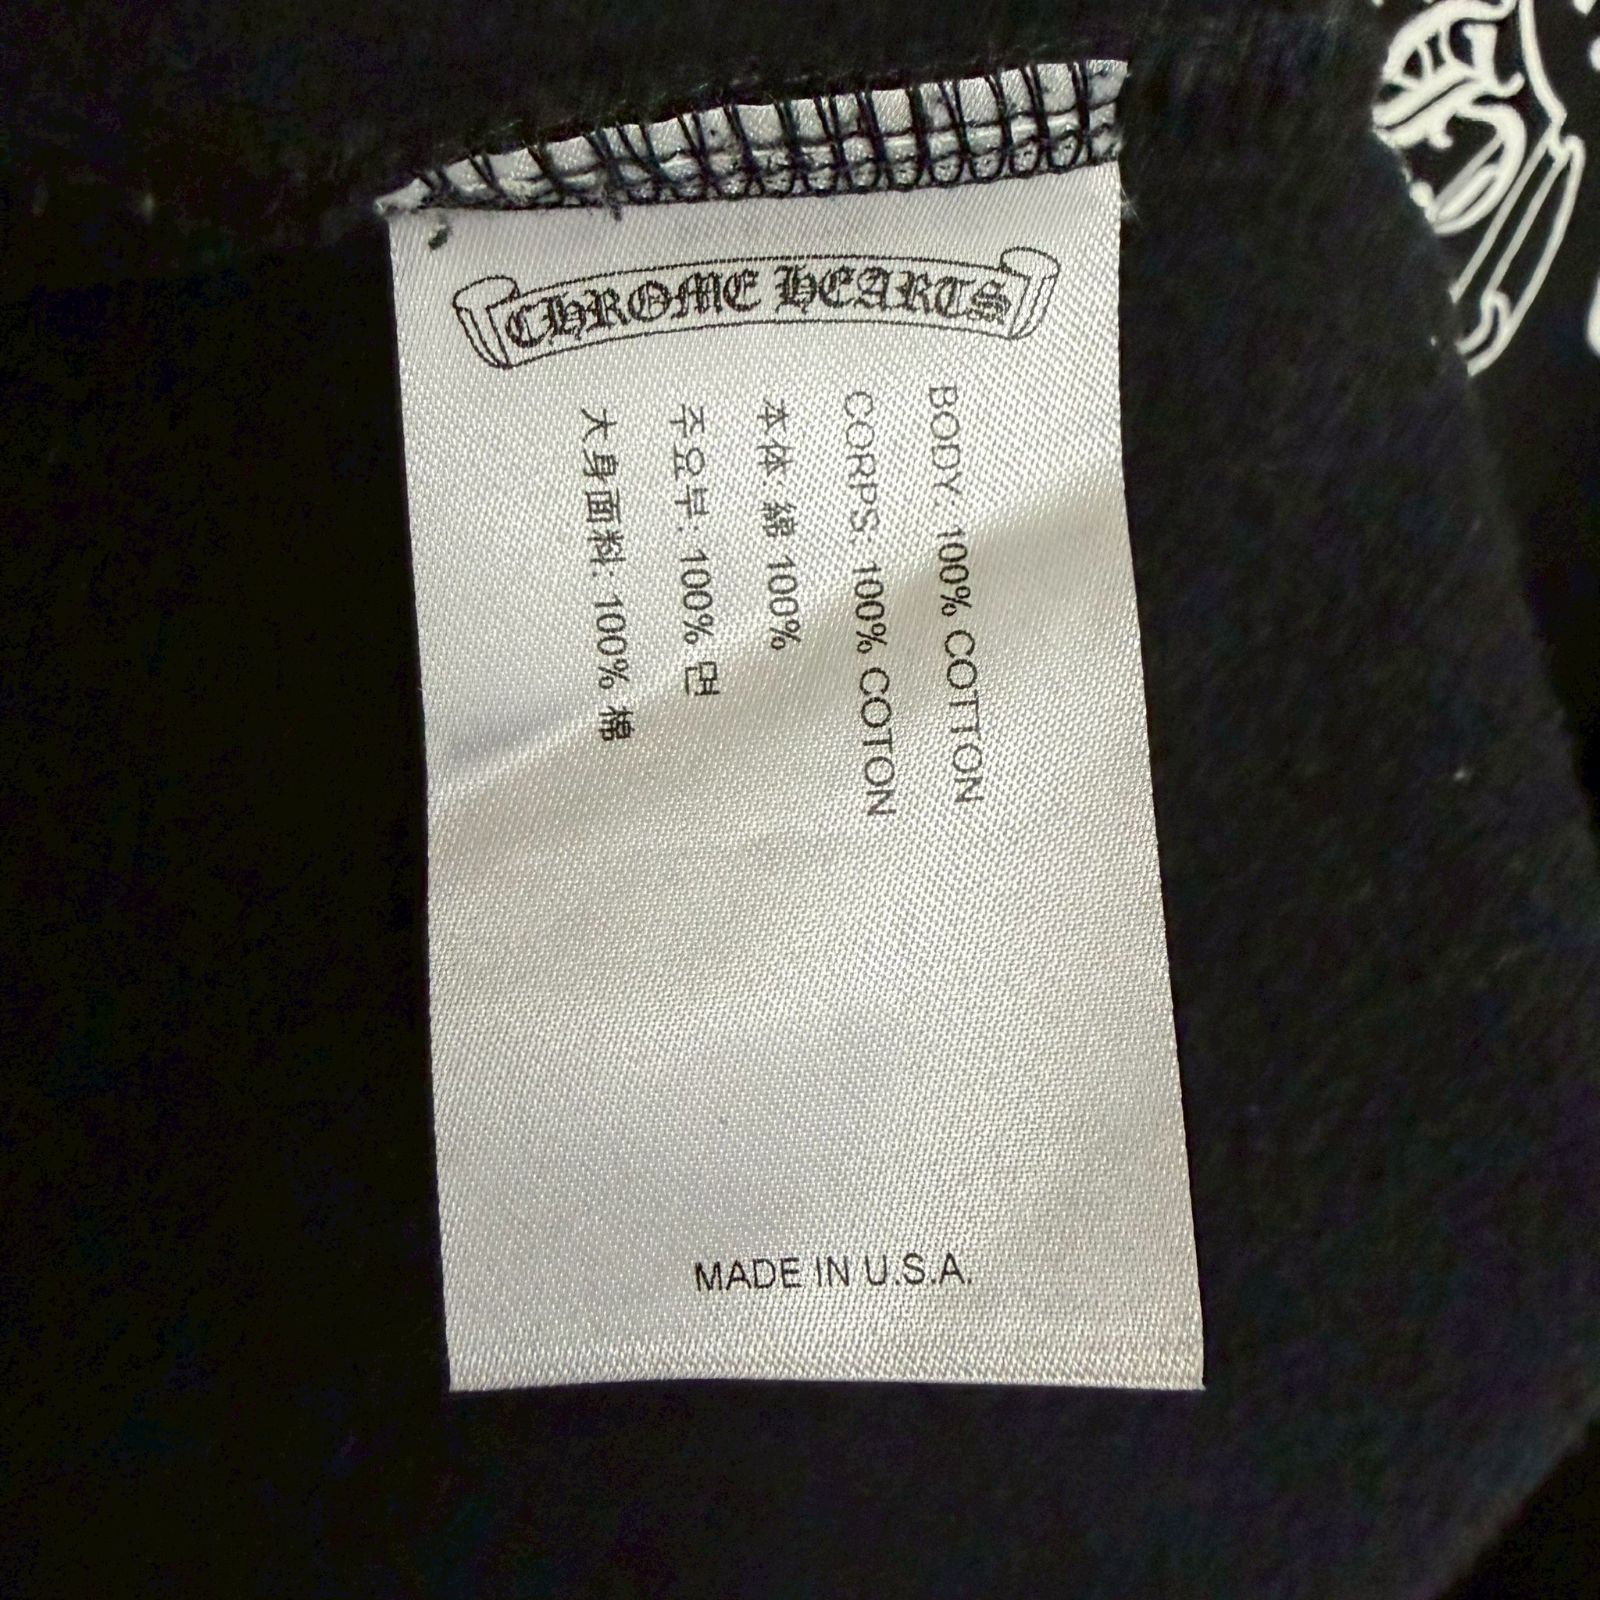 CHROME HEARTS
BODY: 100% COTTON
CORPS: 100% COTON
本体: 綿 100%
주요부: 100% 면
大身面料: 100% 棉
MADE IN U.S.A.